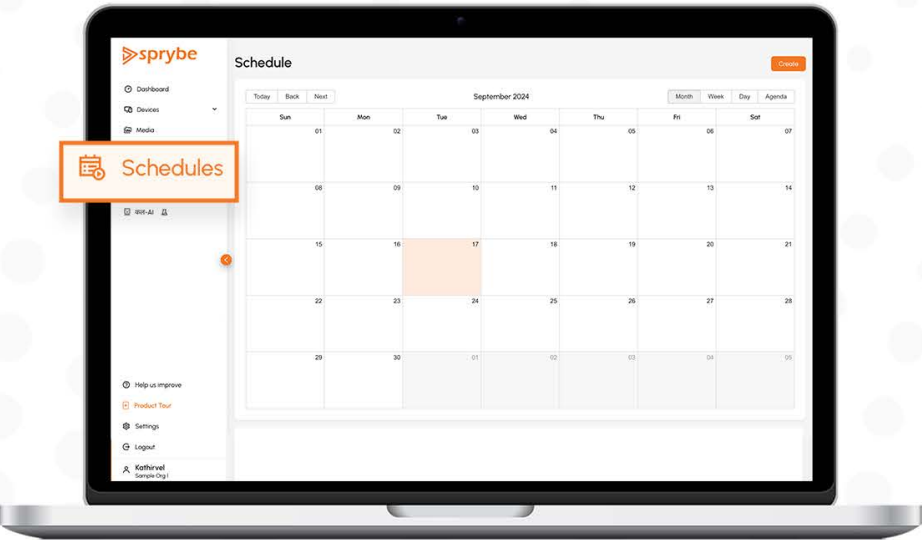 sprybe
Dashboard
Devices
Media
Schedules
-AI
Help us improve
Product Tour
Settings
Logout
Kathirvel
Sample Org 1
Schedule
Create
Today Back Next
September 2024
Month Week Day Agenda
Sun Mon Tue Wed Thu Fri Sat
01 02 03 04 05 06 07
08 09 10 11 12 13 14
15 16 17 18 19 20 21
22 23 24 25 26 27 28
29 30 01 02 03 04 05